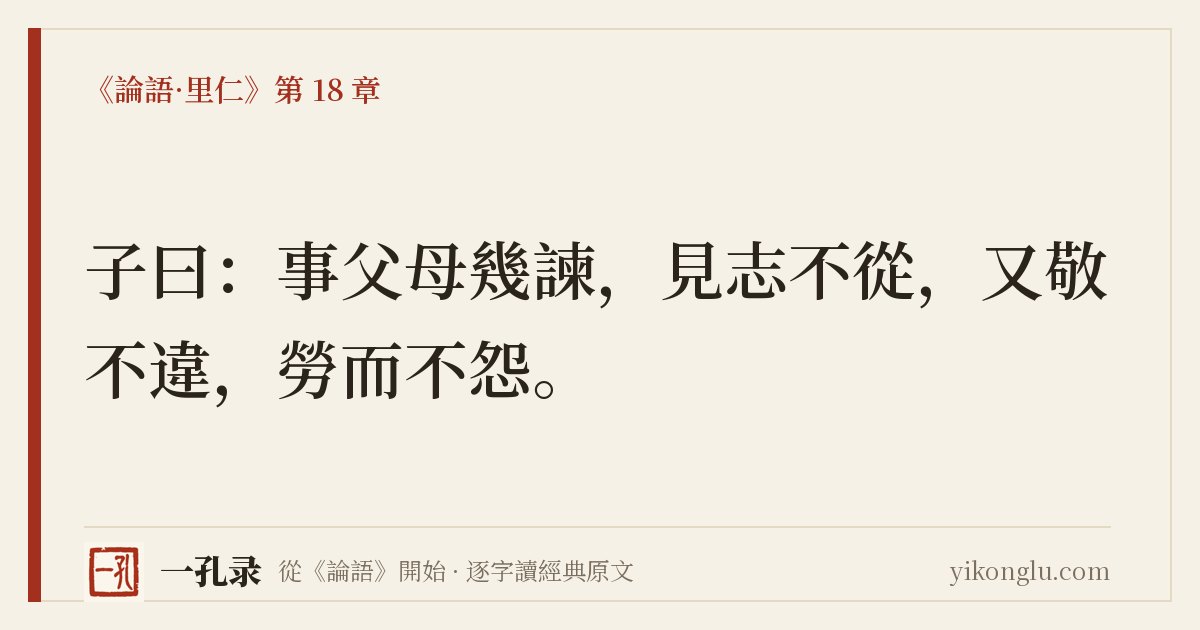 《論語·里仁》第 18 章
子曰：事父母幾諫，見志不從，又敬
不違，勞而不怨。
一孔
一孔录
從《論語》開始 · 逐字讀經典原文
yikonglu.com